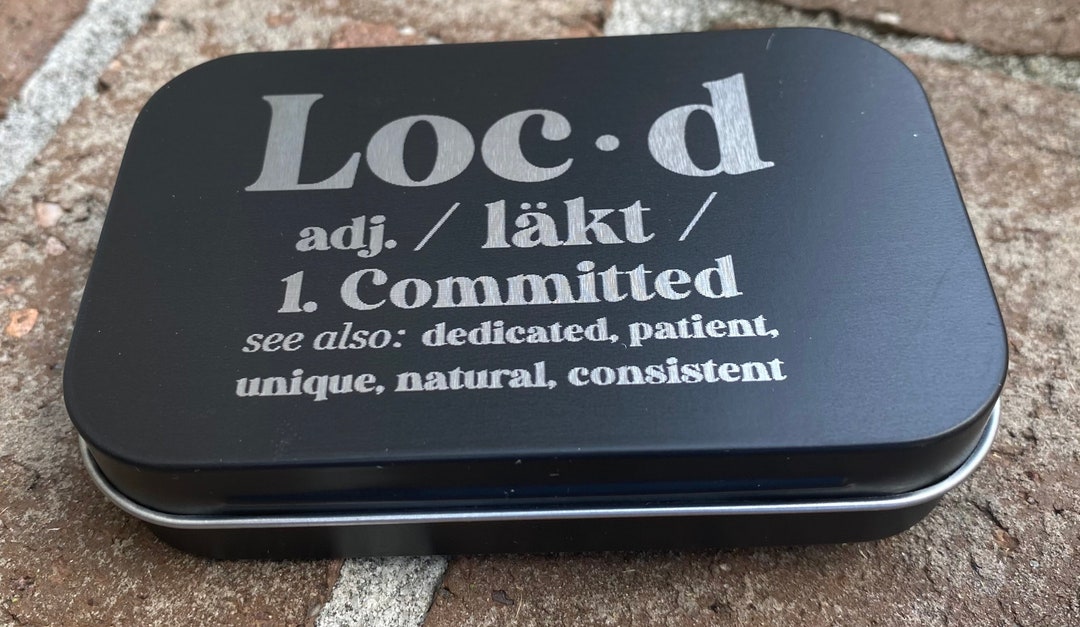 Loc·d
adj. / läkt /
1. Committed
see also: dedicated, patient,
unique, natural, consistent